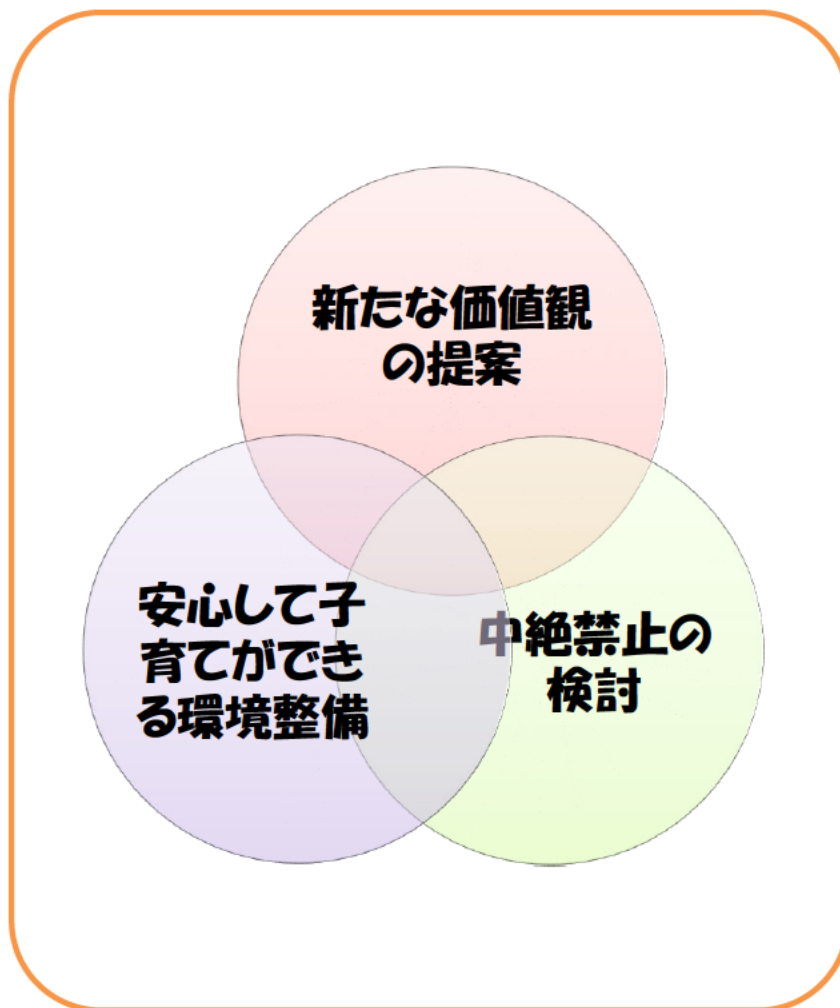 新たな価値観
の提案
安心して子
育てができ
る環境整備
中絶禁止の
検討